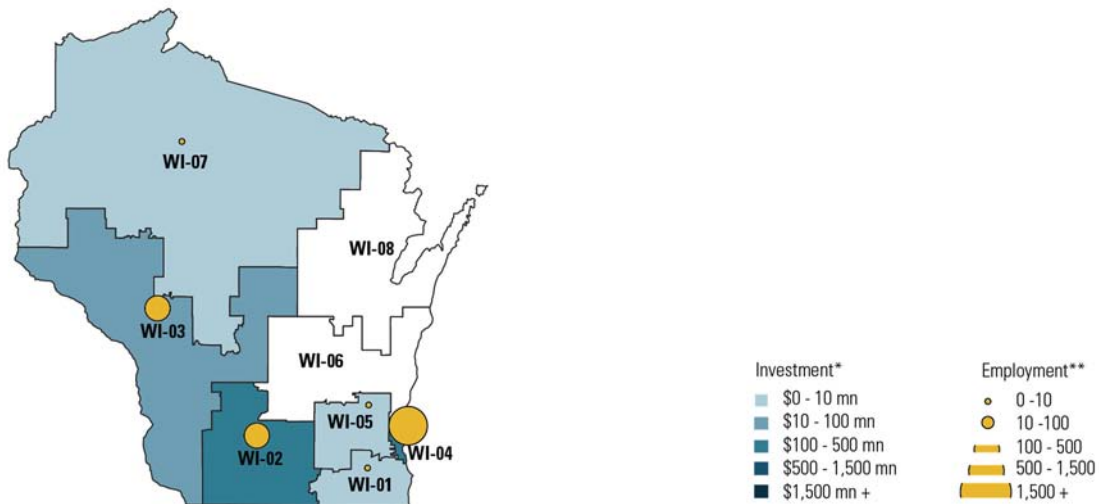 WI-07
WI-08
WI-03
WI-06
WI-05
WI-02
WI-04
WI-01
Investment*
$0 - 10 mn
$10 - 100 mn
$100 - 500 mn
$500 - 1,500 mn
$1,500 mn +
Employment**
0 -10
10 -100
100 - 500
500 - 1,500
1,500 +